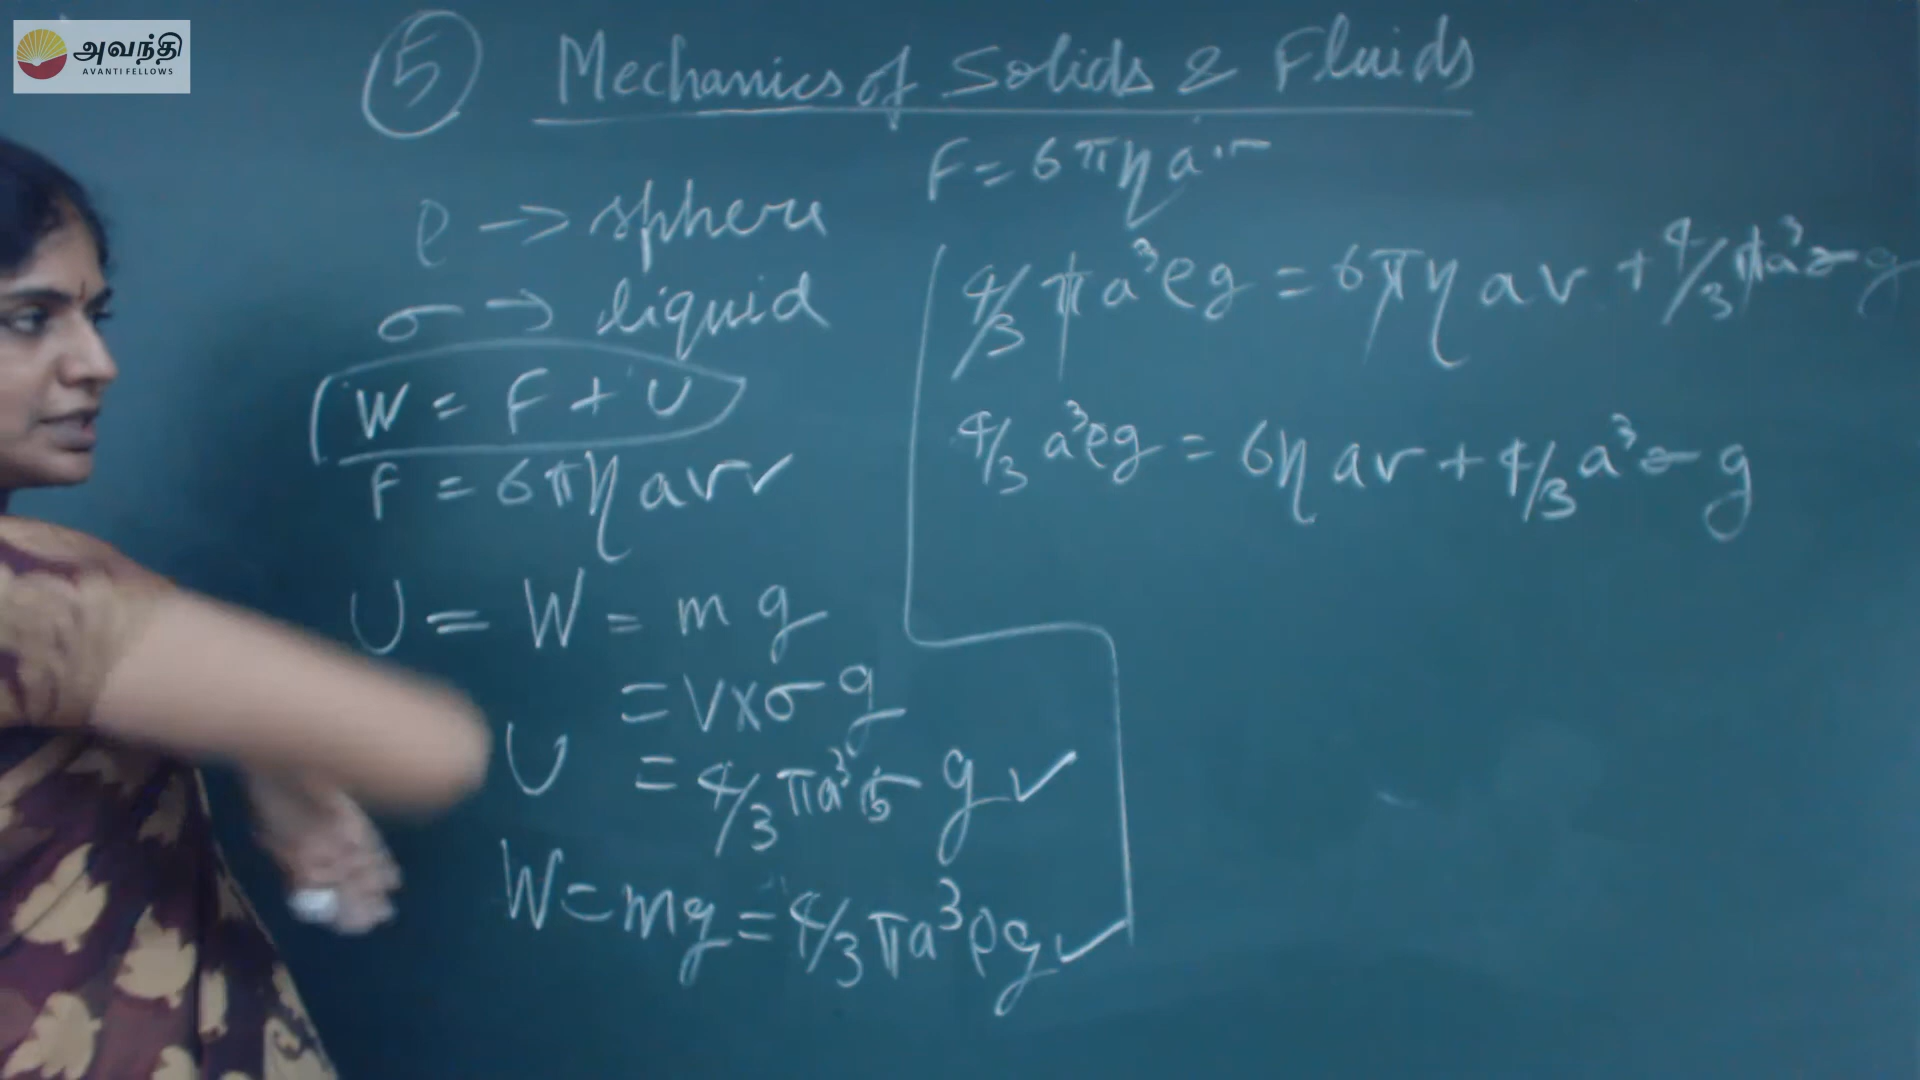 அவந்தி
AVANTI FELLOWS
5 Mechanics of Solids & Fluids
ρ → sphere
σ → liquid
W = F + U
F = 6πηav ✓
U = W = mg
= V×σg
U = 4/3 πa³σ g ✓
W = mg = 4/3 πa³ρg ✓
F = 6πηav
4/3 πa³ρg = 6πηav + 4/3 πa³σg
4/3 a³ρg = 6ηav + 4/3 a³σg